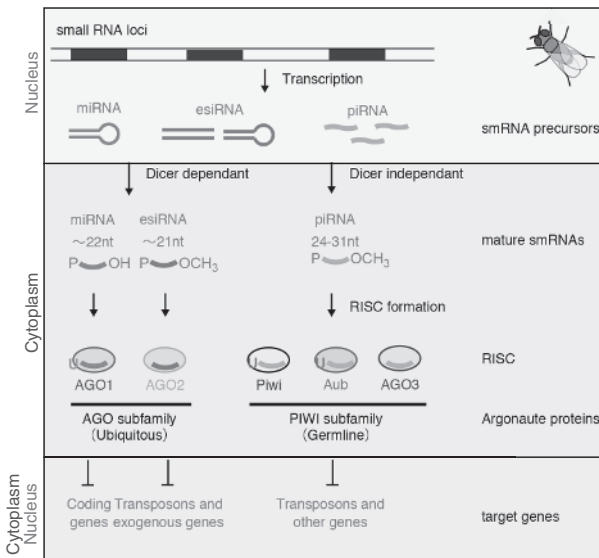 small RNA loci
Nucleus
Transcription
miRNA
esiRNA
piRNA
smRNA precursors
Dicer dependant
Dicer independant
Cytoplasm
miRNA
esiRNA
piRNA
~22nt
~21nt
24-31nt
mature smRNAs
P OH P OCH3
P OCH3
RISC formation
U U U
RISC
AGO1
AGO2
Piwi
Aub
AGO3
AGO subfamily
(Ubiquitous)
PIWI subfamily
(Germline)
Argonaute proteins
Cytoplasm
Nucleus
Coding Transposons and
genes exogenous genes
Transposons and
other genes
target genes